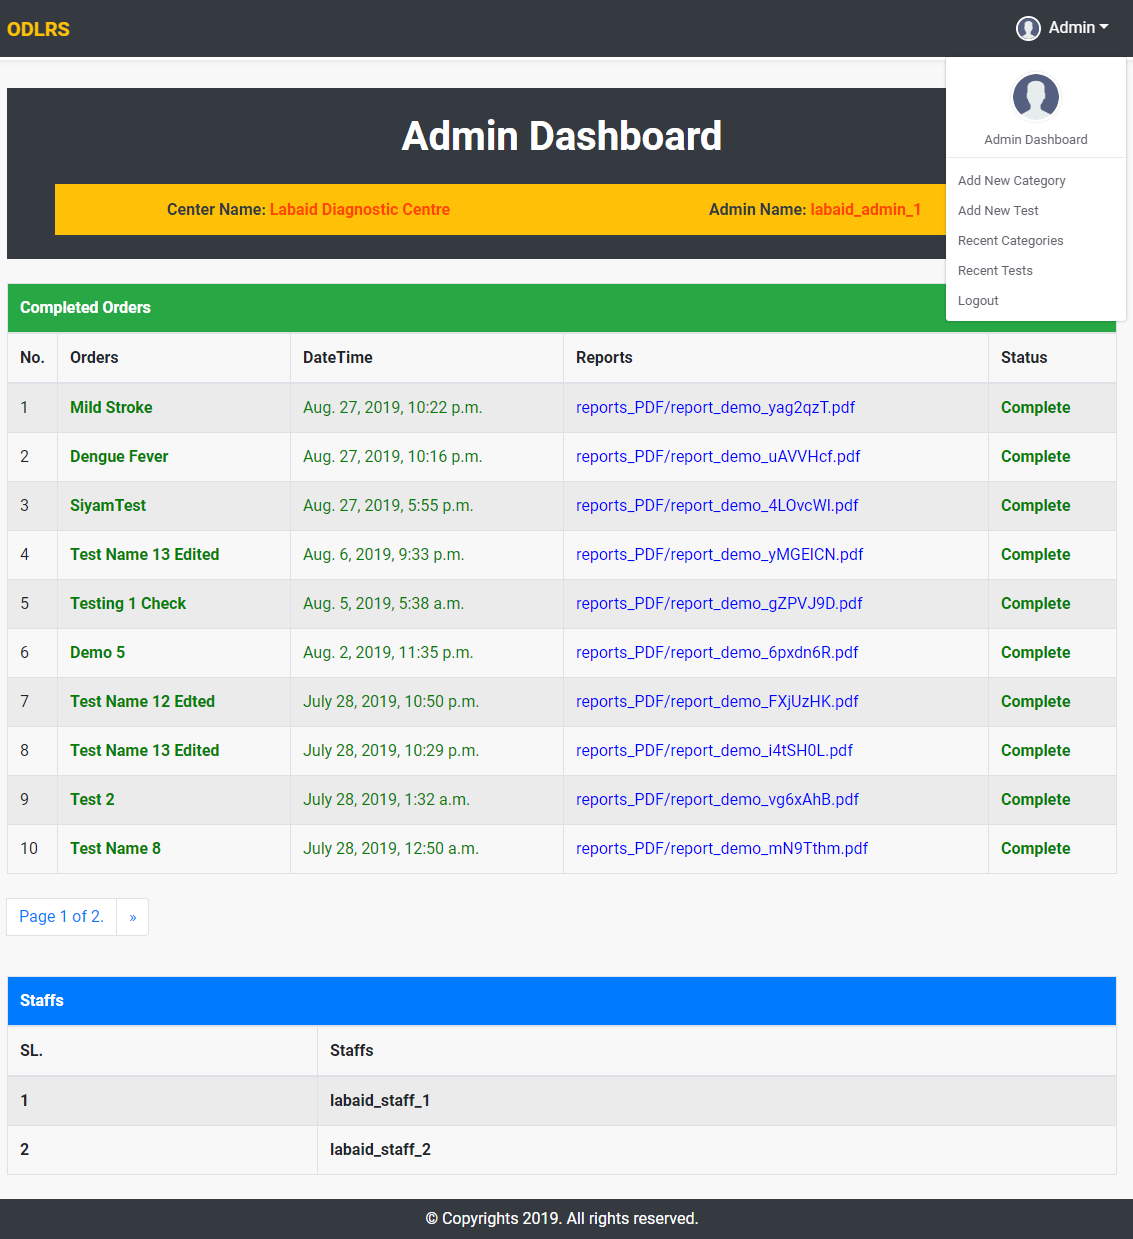 ODLRS
Admin
Admin Dashboard
Add New Category
Add New Test
Recent Categories
Recent Tests
Logout
Admin Dashboard
Center Name: Labaid Diagnostic Centre Admin Name: labaid_admin_1
Completed Orders
No. Orders DateTime Reports Status
1 Mild Stroke Aug. 27, 2019, 10:22 p.m. reports_PDF/report_demo_yag2qzT.pdf Complete
2 Dengue Fever Aug. 27, 2019, 10:16 p.m. reports_PDF/report_demo_uAVVHcf.pdf Complete
3 SiyamTest Aug. 27, 2019, 5:55 p.m. reports_PDF/report_demo_4LOvcWl.pdf Complete
4 Test Name 13 Edited Aug. 6, 2019, 9:33 p.m. reports_PDF/report_demo_yMGEICN.pdf Complete
5 Testing 1 Check Aug. 5, 2019, 5:38 a.m. reports_PDF/report_demo_gZPVJ9D.pdf Complete
6 Demo 5 Aug. 2, 2019, 11:35 p.m. reports_PDF/report_demo_6pxdn6R.pdf Complete
7 Test Name 12 Edted July 28, 2019, 10:50 p.m. reports_PDF/report_demo_FXjUzHK.pdf Complete
8 Test Name 13 Edited July 28, 2019, 10:29 p.m. reports_PDF/report_demo_i4tSH0L.pdf Complete
9 Test 2 July 28, 2019, 1:32 a.m. reports_PDF/report_demo_vg6xAhB.pdf Complete
10 Test Name 8 July 28, 2019, 12:50 a.m. reports_PDF/report_demo_mN9Tthm.pdf Complete
Page 1 of 2. »
Staffs
SL. Staffs
1 labaid_staff_1
2 labaid_staff_2
© Copyrights 2019. All rights reserved.